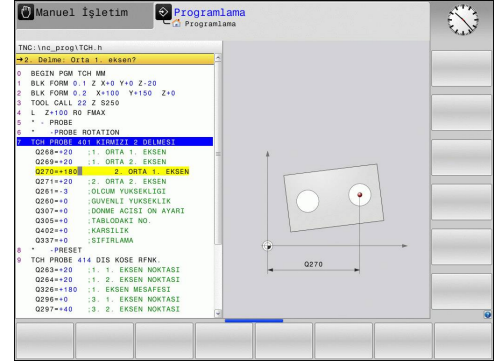 Manuel İşletim
Programlama
Programlama
TNC:\nc_prog\TCH.h
→2. Delme: Orta 1. eksen?
0 BEGIN PGM TCH MM
1 BLK FORM 0.1 Z X+0 Y+0 Z-20
2 BLK FORM 0.2 X+100 Y+150 Z+0
3 TOOL CALL 22 Z S250
4 L Z+100 R0 FMAX
5 * - PROBE
6 * -PROBE ROTATION
7 TCH PROBE 401 KIRMIZI 2 DELMESI
Q268=+20 ;1. ORTA 1. EKSEN
Q269=+20 ;1. ORTA 2. EKSEN
Q270=+180 2. ORTA 1. EKSEN
Q271=+20 ;2. ORTA 2. EKSEN
Q261=-3 ;OLCUM YUKSEKLIGI
Q260=+0 ;GUVENLI YUKSEKLIK
Q307=+0 ;DONME ACISI ON AYARI
Q305=+0 ;TABLODAKI NO.
Q402=+0 ;KARSILIK
Q337=+0 ;SIFIRLAMA
8 * -PRESET
9 TCH PROBE 414 DIS KOSE RFNK.
Q263=+20 ;1. 1. EKSEN NOKTASI
Q264=+20 ;1. 2. EKSEN NOKTASI
Q326=+180 ;1. EKSEN MESAFESI
Q296=+0 ;3. 1. EKSEN NOKTASI
Q297=+40 ;3. 2. EKSEN NOKTASI
Q270